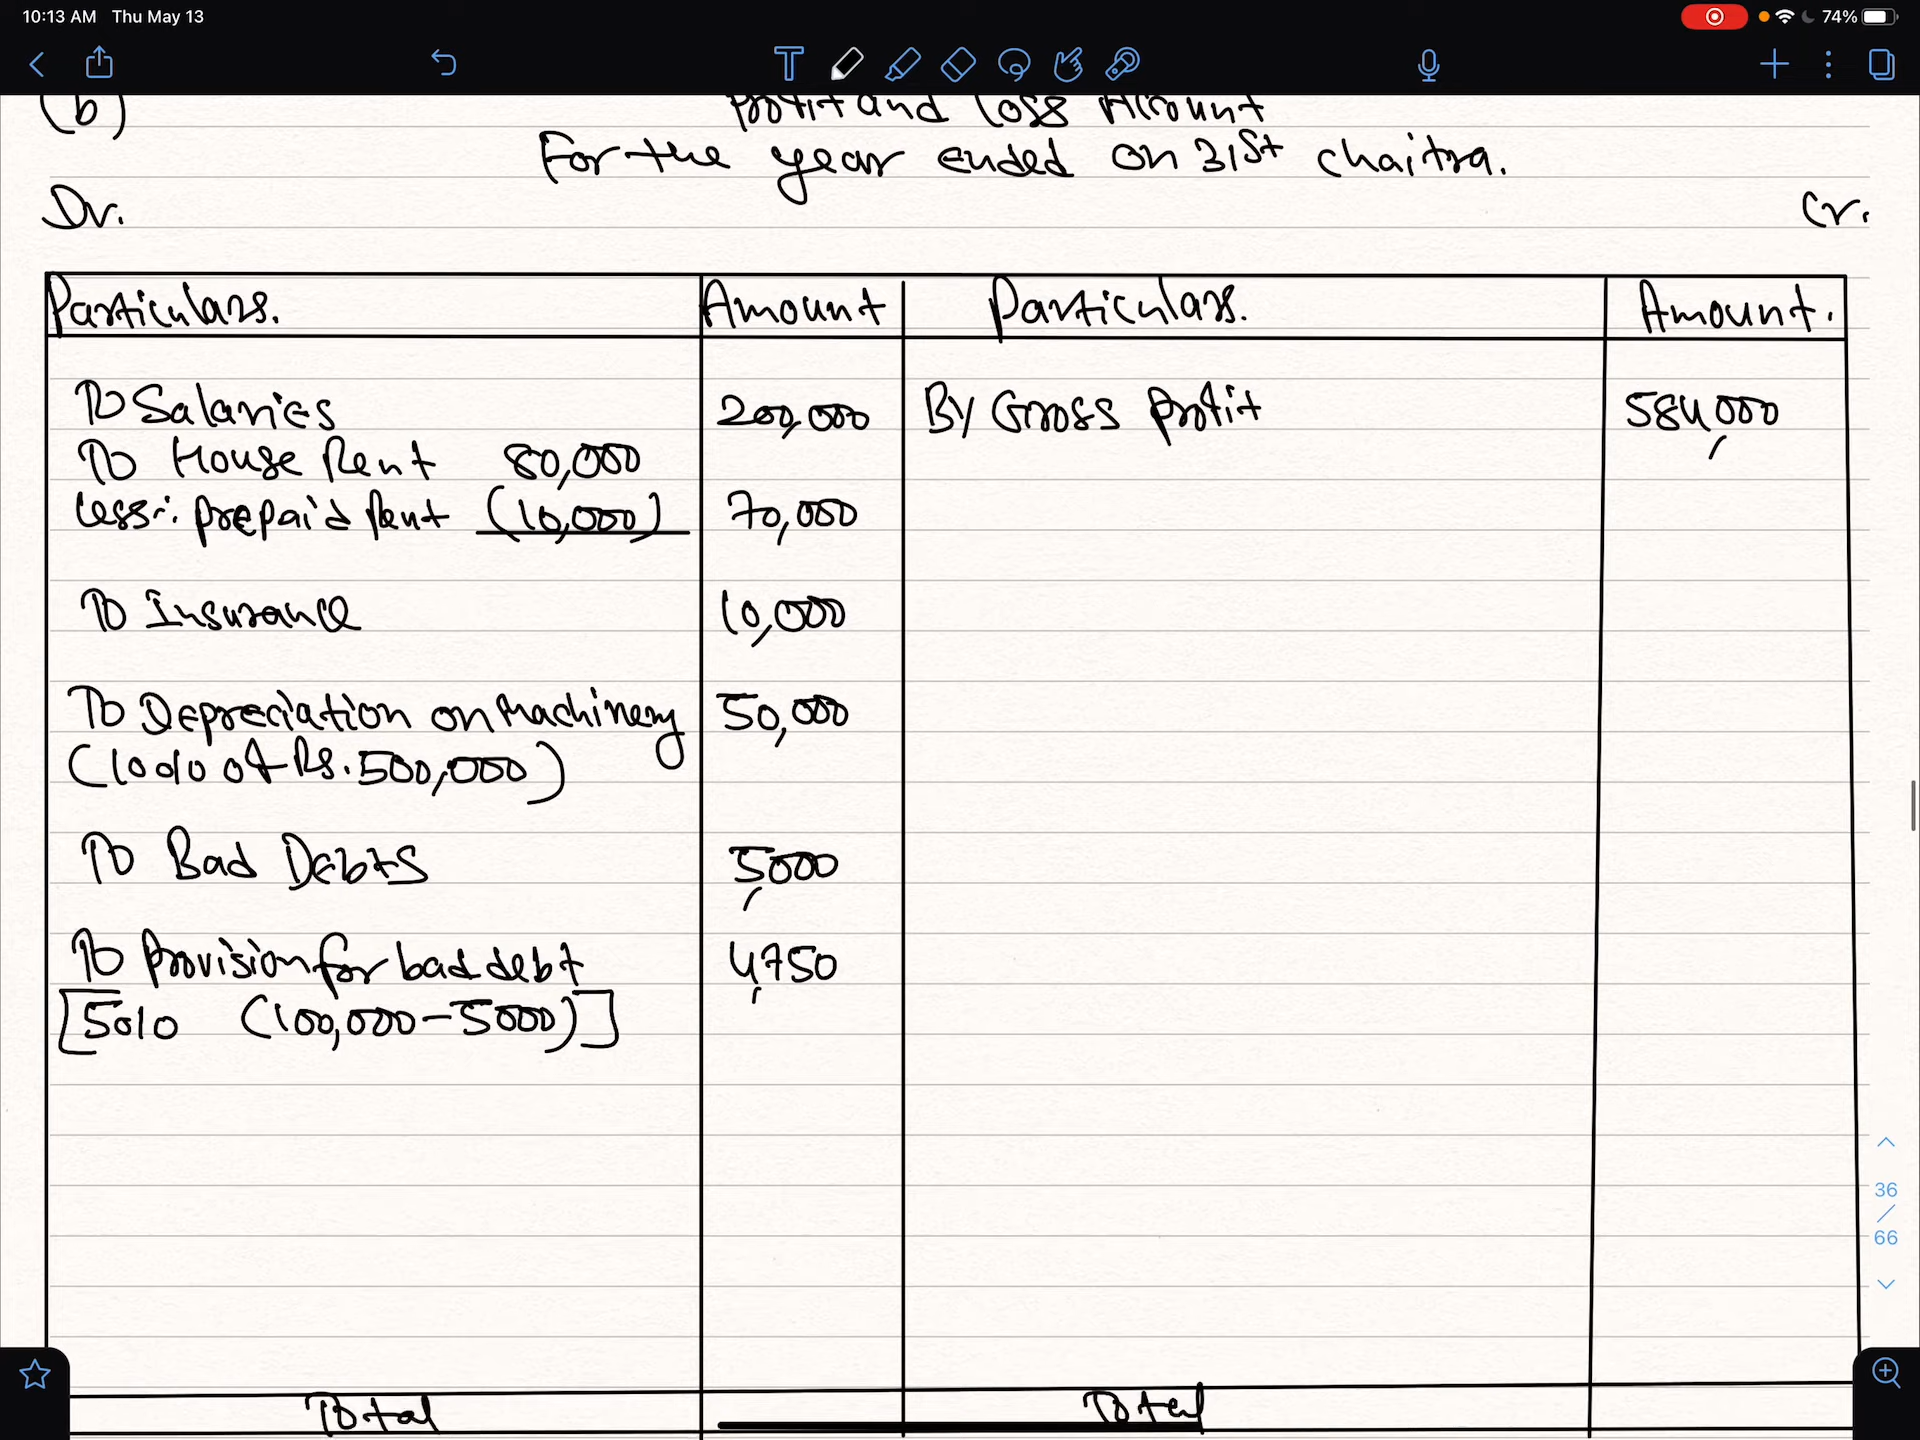 10:13 AM Thu May 13
74%
(b) Profit and Loss Account
For the year ended on 31st chaitra.
Dr. Cr.
Particulars. Amount Particulars. Amount.
To Salaries 200,000 By Gross Profit 584,000
To House Rent 80,000
Less:- prepaid Rent (10,000) 70,000
To Insurance 10,000
To Depreciation on Machinery 50,000
(10% of Rs. 500,000)
To Bad Debts 5,000
To Provision for bad debt 4,750
[5% (100,000-5000)]
36
/
66
Total Total